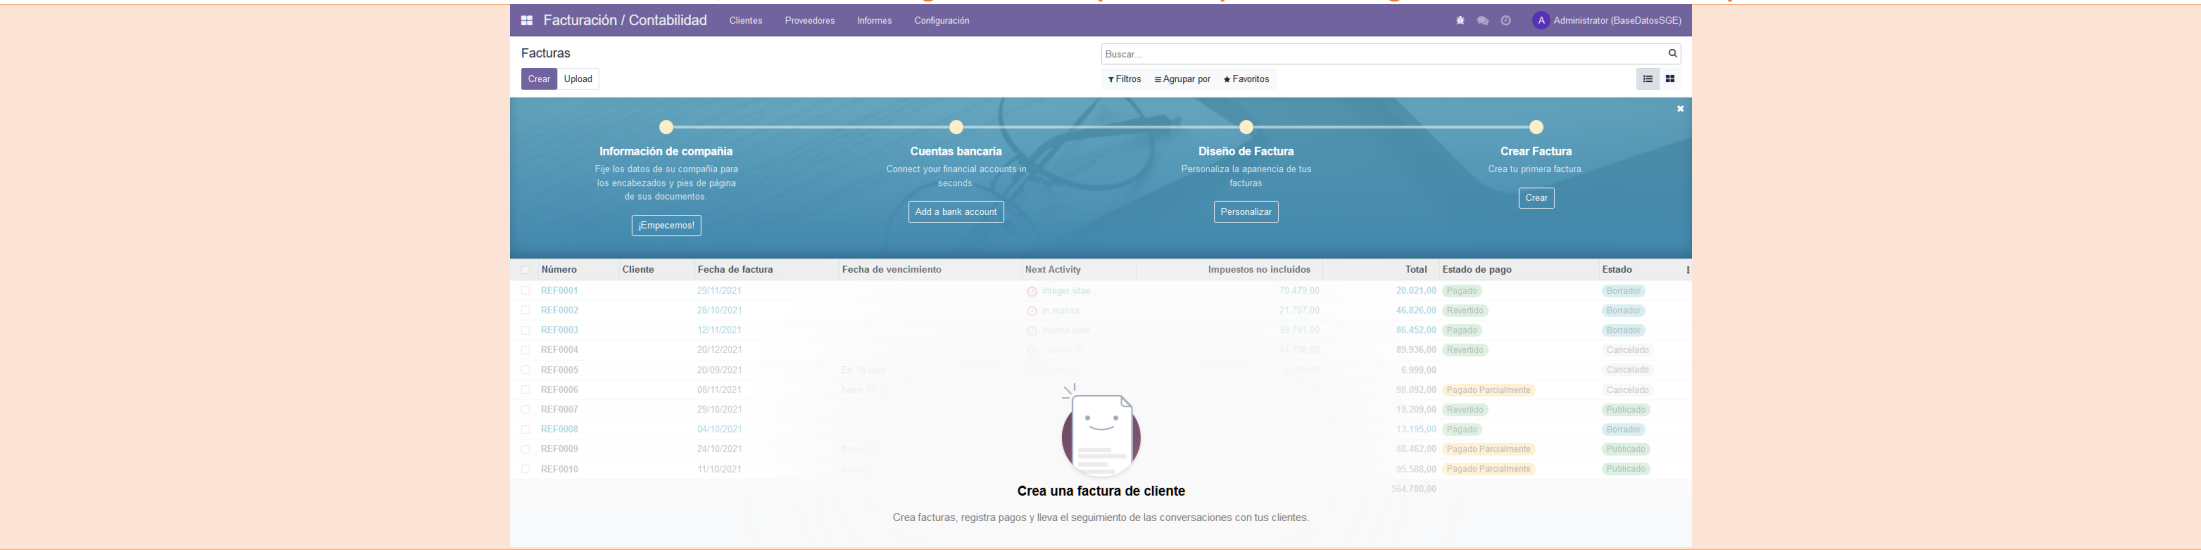 Facturación / Contabilidad Clientes Proveedores Informes Configuración A Administrator (BaseDatosSGE)
Facturas Buscar...
Crear Upload Filtros Agrupar por Favoritos
Información de compañía
Fije los datos de su compañía para
los encabezados y pies de página
de sus documentos.
¡Empecemos!
Cuentas bancaria
Connect your financial accounts in
seconds.
Add a bank account
Diseño de Factura
Personaliza la apariencia de tus
facturas
Personalizar
Crear Factura
Crea tu primera factura.
Crear
Número Cliente Fecha de factura Fecha de vencimiento Next Activity Impuestos no incluidos Total Estado de pago Estado
REF0001 29/11/2021 Integer vitae 70.479,00 20.021,00 Pagado Borrador
REF0002 28/10/2021 In massa 21.707,00 46.826,00 Revertido Borrador
REF0003 12/11/2021 Viverra nam 93.791,00 86.452,00 Pagado Borrador
REF0004 20/12/2021 89.936,00 Revertido Cancelado
REF0005 20/09/2021 En 16 días 6.999,00 Cancelado
REF0006 08/11/2021 98.092,00 Pagado Parcialmente Cancelado
REF0007 29/10/2021 19.209,00 Revertido Publicado
REF0008 04/10/2021 13.195,00 Pagado Borrador
REF0009 24/10/2021 88.462,00 Pagado Parcialmente Publicado
REF0010 11/10/2021 95.588,00 Pagado Parcialmente Publicado
564.780,00
Crea una factura de cliente
Crea facturas, registra pagos y lleva el seguimiento de las conversaciones con tus clientes.